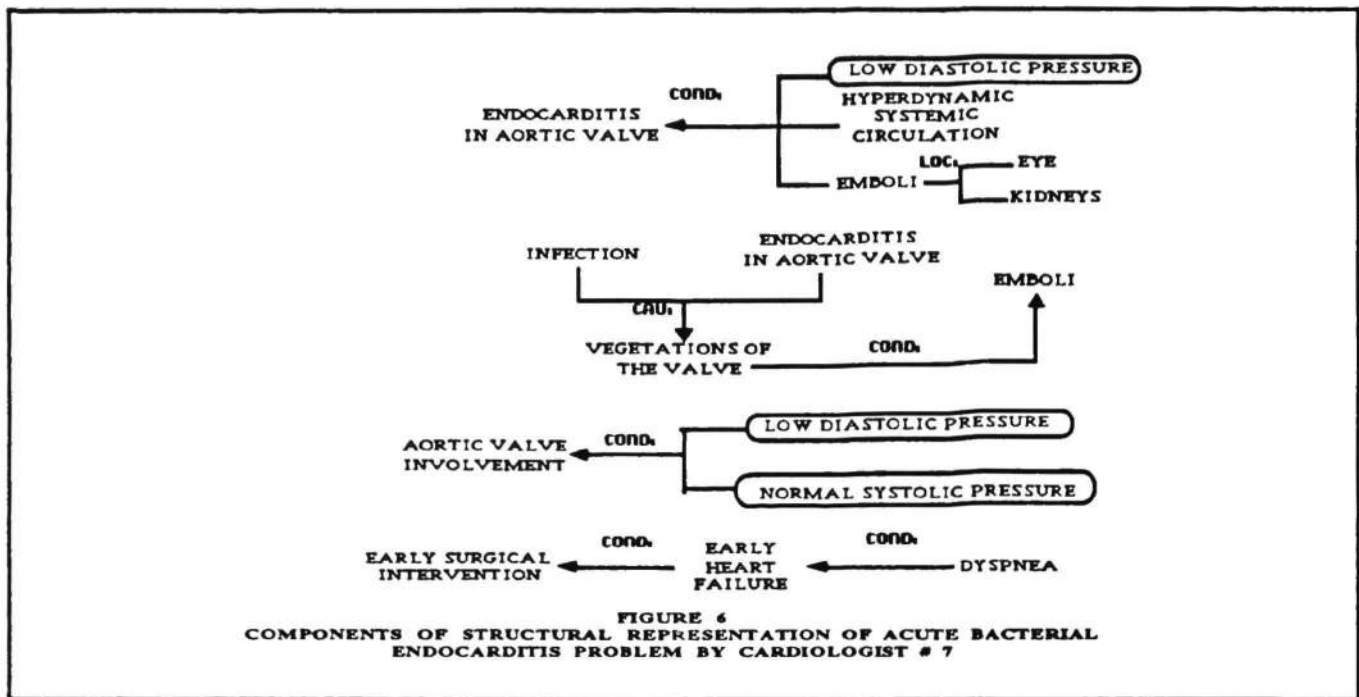 LOW DIASTOLIC PRESSURE
COND:
ENDOCARDITIS
IN AORTIC VALVE
HYPERDYNAMIC
SYSTEMIC
CIRCULATION
LOC:
EYE
EMBOLI
KIDNEYS
INFECTION
ENDOCARDITIS
IN AORTIC VALVE
EMBOLI
CAU:
VEGETATIONS OF
THE VALVE
COND:
LOW DIASTOLIC PRESSURE
AORTIC VALVE
INVOLVEMENT
COND:
NORMAL SYSTOLIC PRESSURE
EARLY SURGICAL
INTERVENTION
COND:
EARLY
HEART
FAILURE
COND:
DYSPNEA
FIGURE 6
COMPONENTS OF STRUCTURAL REPRESENTATION OF ACUTE BACTERIAL
ENDOCARDITIS PROBLEM BY CARDIOLOGIST # 7